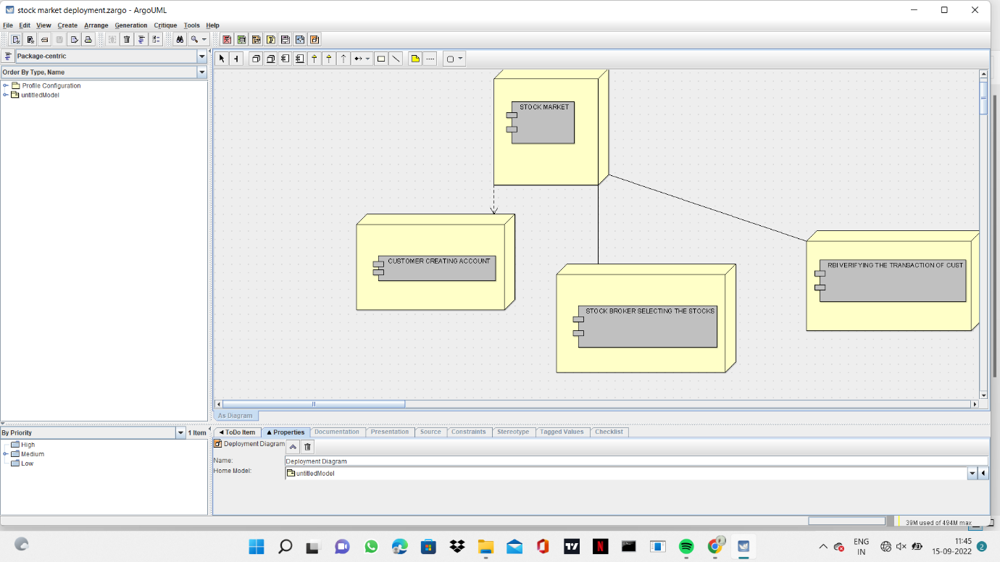 stock market deployment.zargo - ArgoUML
File Edit View Create Arrange Generation Critique Tools Help
Package-centric
Order By Type, Name
Profile Configuration
untitledModel
STOCK MARKET
CUSTOMER CREATING ACCOUNT
STOCK BROKER SELECTING THE STOCKS
RBI VERIFYING THE TRANSACTION OF CUST
As Diagram
By Priority 1 Item
High
Medium
Low
ToDo Item Properties Documentation Presentation Source Constraints Stereotype Tagged Values Checklist
Deployment Diagram
Name: Deployment Diagram
Home Model: untitledModel
39M used of 494M max
ENG
IN
11:45
15-09-2022
2